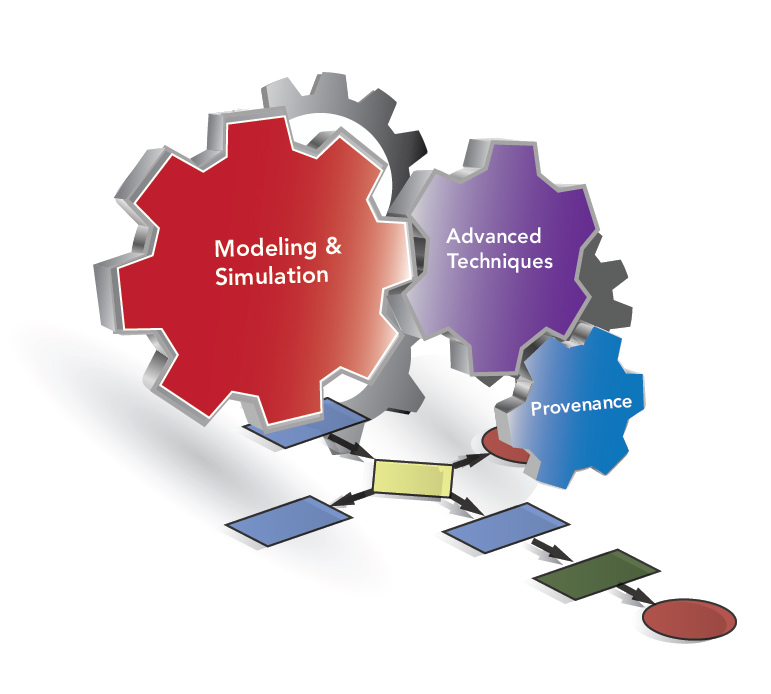 Modeling &
Simulation
Advanced
Techniques
Provenance